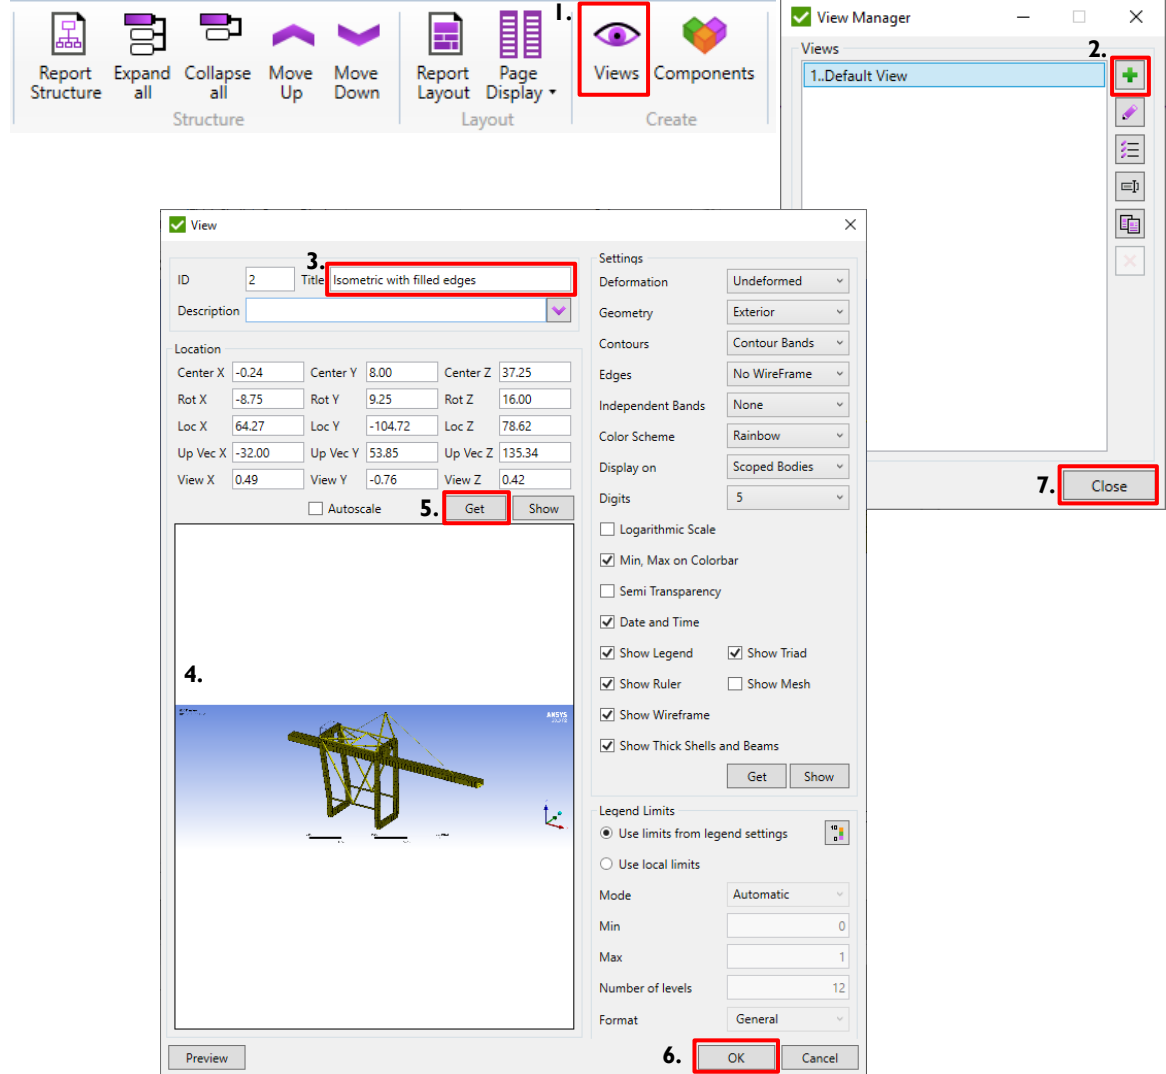 1.
Report Structure
Expand all
Collapse all
Move Up
Move Down
Report Layout
Page Display
Views
Components
Structure
Layout
Create
View Manager
Views
2.
1..Default View
7.
Close
View
3.
ID 2 Title Isometric with filled edges
Description
Location
Center X -0.24 Center Y 8.00 Center Z 37.25
Rot X -8.75 Rot Y 9.25 Rot Z 16.00
Loc X 64.27 Loc Y -104.72 Loc Z 78.62
Up Vec X -32.00 Up Vec Y 53.85 Up Vec Z 135.34
View X 0.49 View Y -0.76 View Z 0.42
Autoscale 5. Get Show
4.
ANSYS
Settings
Deformation Undeformed
Geometry Exterior
Contours Contour Bands
Edges No WireFrame
Independent Bands None
Color Scheme Rainbow
Display on Scoped Bodies
Digits 5
Logarithmic Scale
Min, Max on Colorbar
Semi Transparency
Date and Time
Show Legend Show Triad
Show Ruler Show Mesh
Show Wireframe
Show Thick Shells and Beams
Get Show
Legend Limits
Use limits from legend settings
Use local limits
Mode Automatic
Min 0
Max 1
Number of levels 12
Format General
Preview 6. OK Cancel